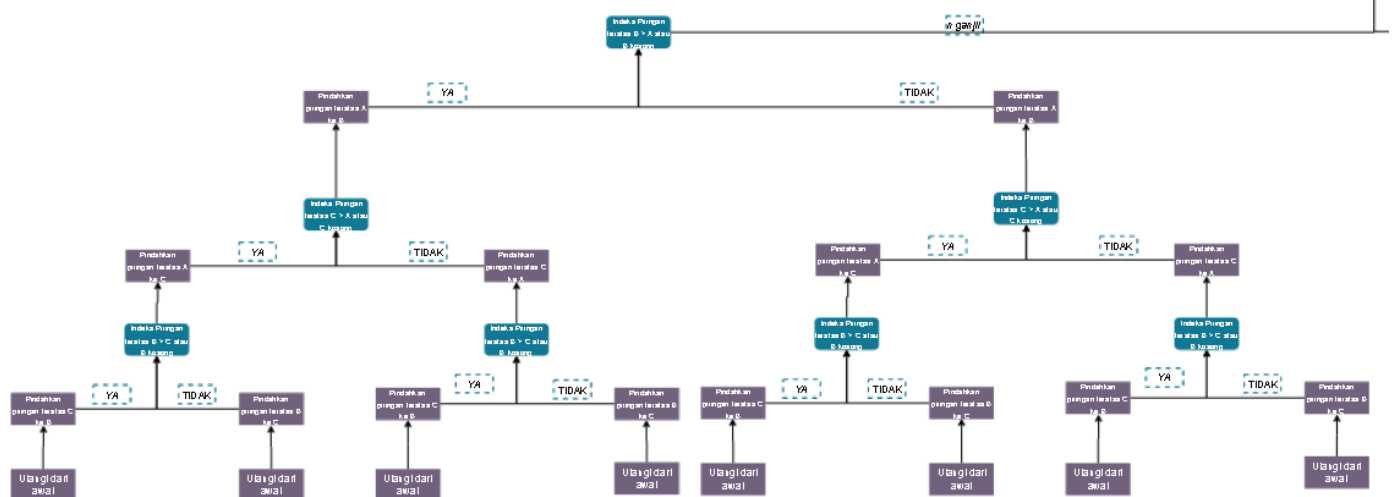 Indeks Piringan
teratas B > A atau
B kosong
n ganjil
YA
TIDAK
Pindahkan
piringan teratas A
ke B
Pindahkan
piringan teratas A
ke B
Indeks Piringan
teratas C > A atau
C kosong
Indeks Piringan
teratas C > A atau
C kosong
YA
TIDAK
YA
TIDAK
Pindahkan
piringan teratas A
ke C
Pindahkan
piringan teratas C
ke A
Pindahkan
piringan teratas A
ke C
Pindahkan
piringan teratas C
ke A
Indeks Piringan
teratas B > C atau
B kosong
Indeks Piringan
teratas B > C atau
B kosong
Indeks Piringan
teratas B > C atau
B kosong
Indeks Piringan
teratas B > C atau
B kosong
YA
TIDAK
YA
TIDAK
YA
TIDAK
YA
TIDAK
Pindahkan
piringan teratas C
ke B
Pindahkan
piringan teratas B
ke C
Pindahkan
piringan teratas C
ke B
Pindahkan
piringan teratas B
ke C
Pindahkan
piringan teratas C
ke B
Pindahkan
piringan teratas B
ke C
Pindahkan
piringan teratas C
ke B
Pindahkan
piringan teratas B
ke C
Ulangi dari
awal
Ulangi dari
awal
Ulangi dari
awal
Ulangi dari
awal
Ulangi dari
awal
Ulangi dari
awal
Ulangi dari
awal
Ulangi dari
awal